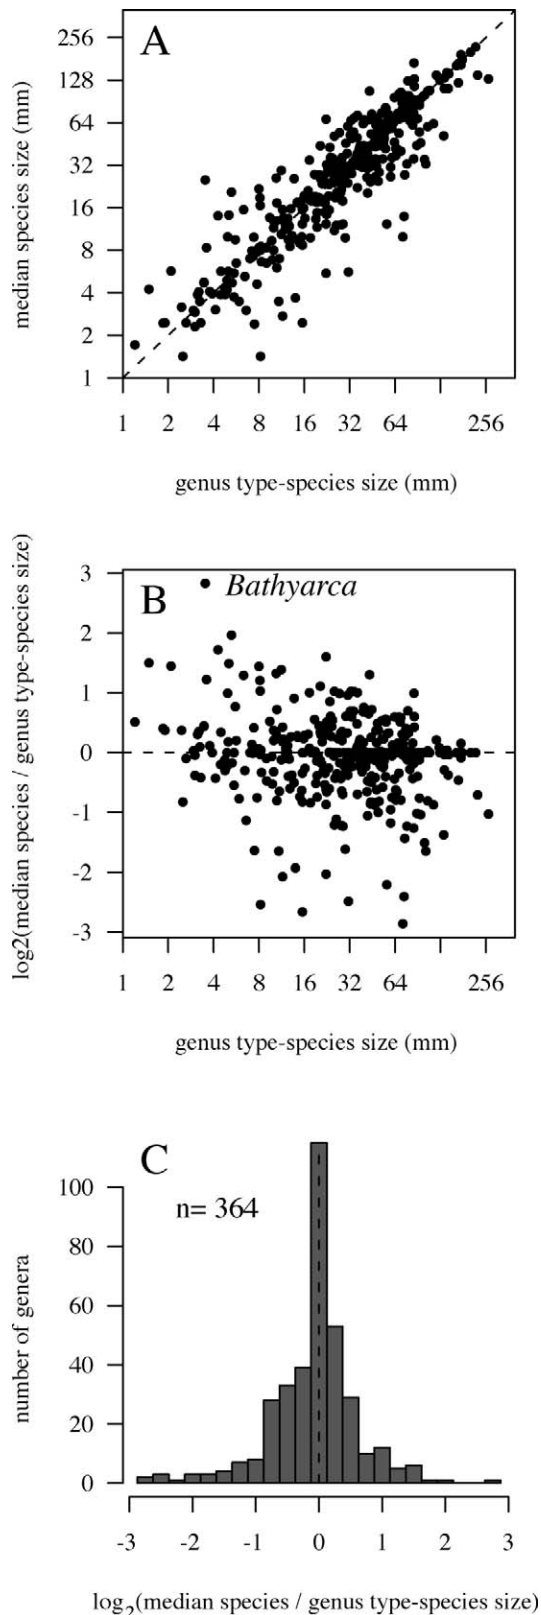 A
256
128
64
32
16
8
4
2
1
median species size (mm)
1 2 4 8 16 32 64 256
genus type-species size (mm)
B
Bathyarca
3
2
1
0
-1
-2
-3
log2(median species / genus type-species size)
1 2 4 8 16 32 64 256
genus type-species size (mm)
C
n= 364
100
80
60
40
20
0
number of genera
-3 -2 -1 0 1 2 3
log2(median species / genus type-species size)